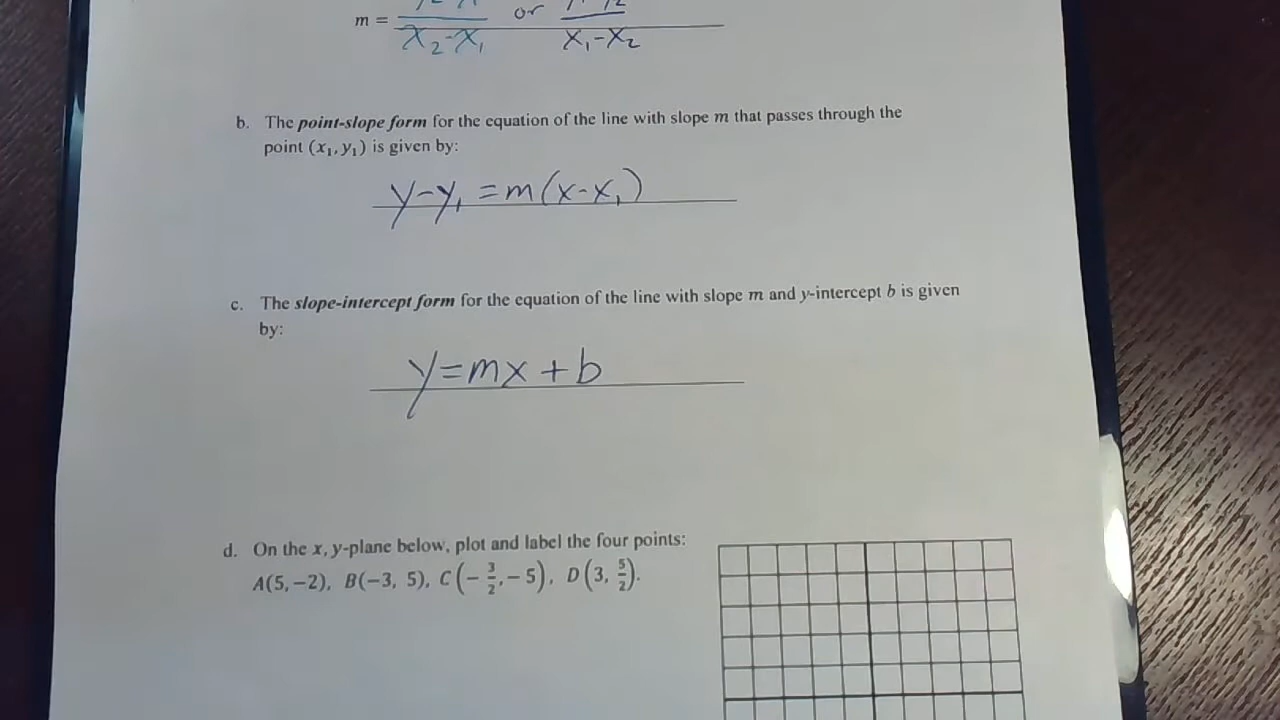 m = or
x₂-x₁ x₁-x₂
b. The point-slope form for the equation of the line with slope m that passes through the
point (x₁, y₁) is given by:
y-y₁ = m(x-x₁)
c. The slope-intercept form for the equation of the line with slope m and y-intercept b is given
by:
y=mx+b
d. On the x, y-plane below, plot and label the four points:
A(5,−2), B(−3, 5), C(− 3/2, − 5), D(3, 5/2).